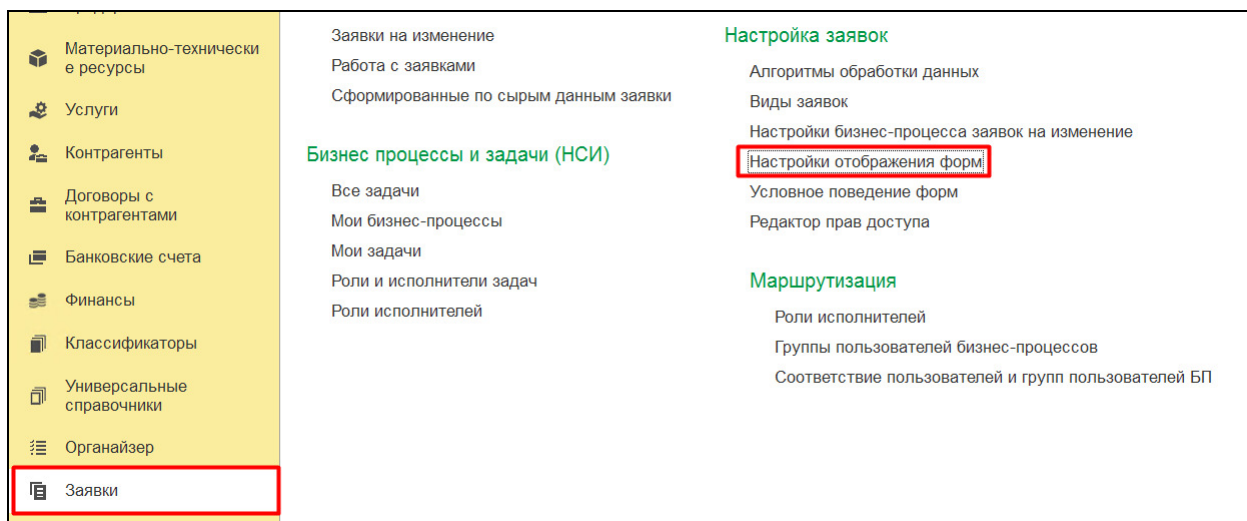 Материально-технически
е ресурсы
Услуги
Контрагенты
Договоры с
контрагентами
Банковские счета
Финансы
Классификаторы
Универсальные
справочники
Органайзер
Заявки
Заявки на изменение
Работа с заявками
Сформированные по сырым данным заявки
Бизнес процессы и задачи (НСИ)
Все задачи
Мои бизнес-процессы
Мои задачи
Роли и исполнители задач
Роли исполнителей
Настройка заявок
Алгоритмы обработки данных
Виды заявок
Настройки бизнес-процесса заявок на изменение
Настройки отображения форм
Условное поведение форм
Редактор прав доступа
Маршрутизация
Роли исполнителей
Группы пользователей бизнес-процессов
Соответствие пользователей и групп пользователей БП